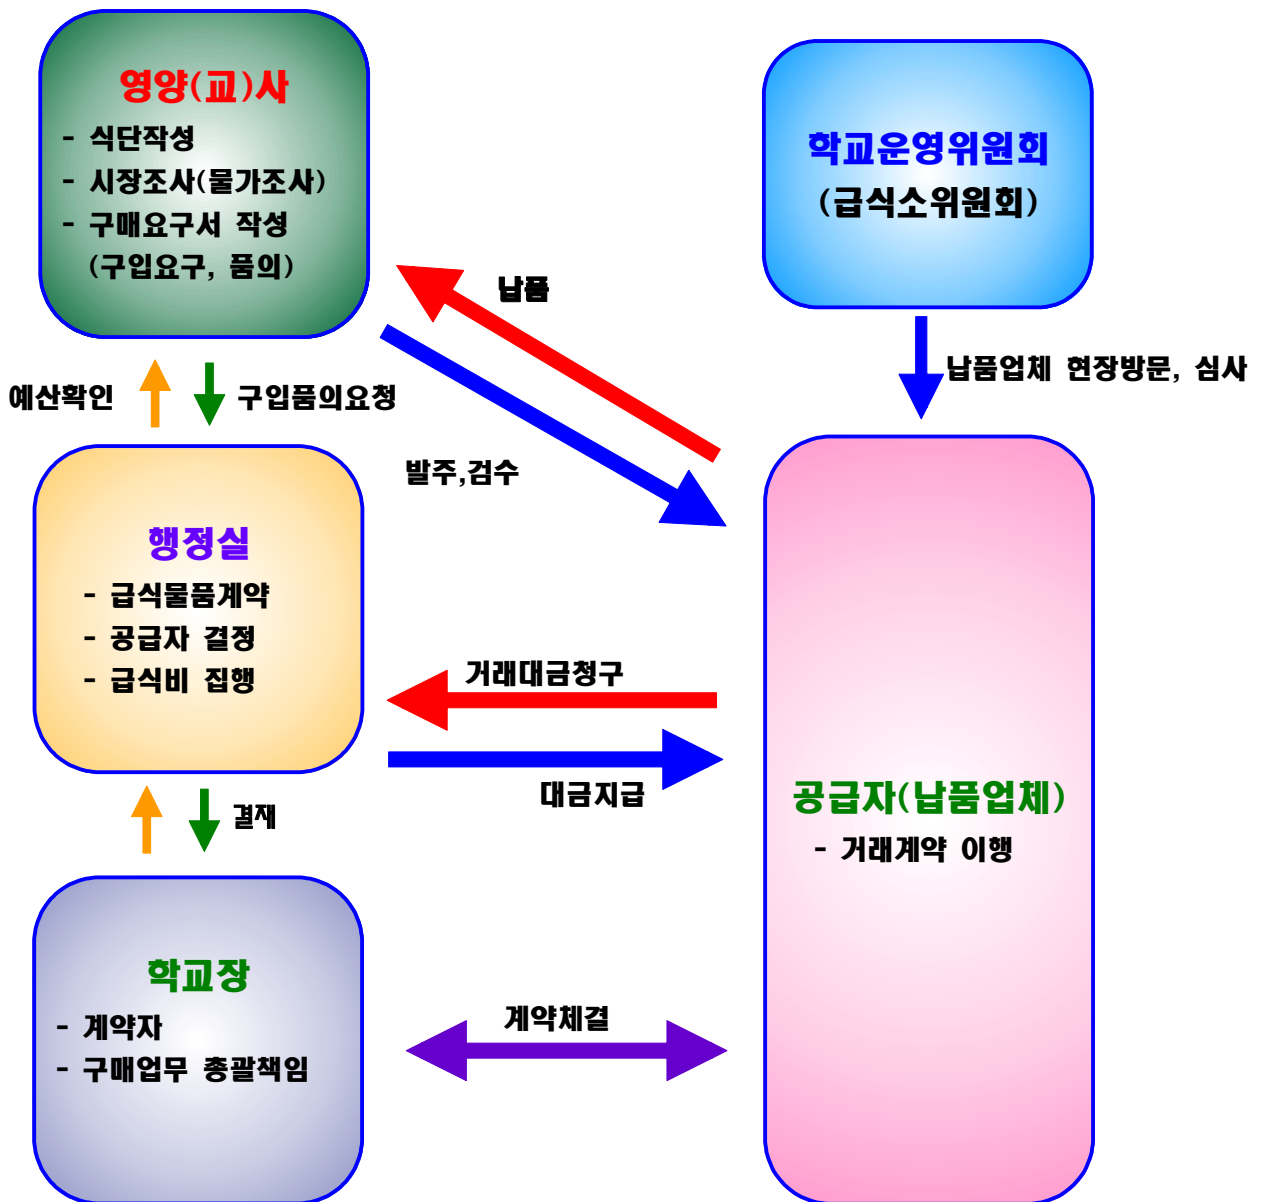 영양(교)사
- 식단작성
- 시장조사(물가조사)
- 구매요구서 작성
(구입요구, 품의)
학교운영위원회
(급식소위원회)
납품
납품업체 현장방문, 심사
예산확인
구입품의요청
발주,검수
행정실
- 급식물품계약
- 공급자 결정
- 급식비 집행
거래대금청구
대금지급
공급자(납품업체)
- 거래계약 이행
결재
학교장
- 계약자
- 구매업무 총괄책임
계약체결